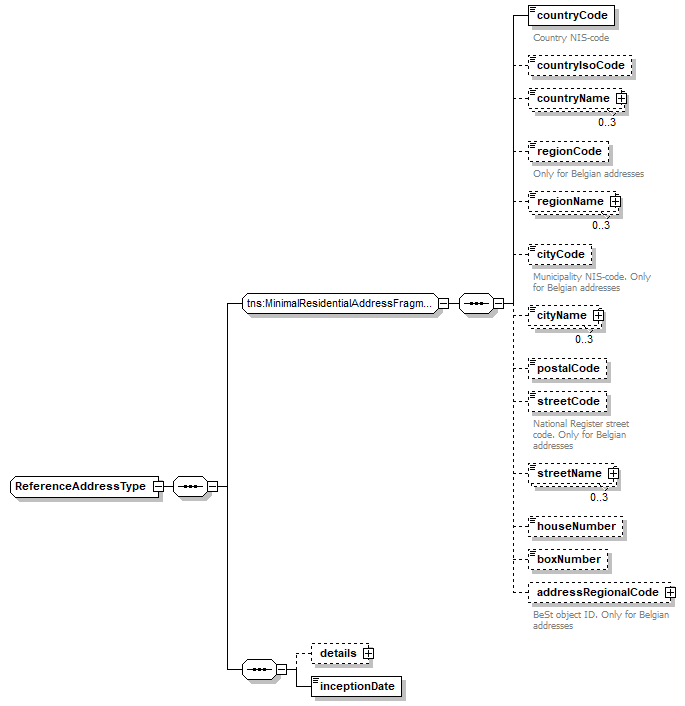 countryCode
Country NIS-code
countryIsoCode
countryName
0..3
regionCode
Only for Belgian addresses
regionName
0..3
cityCode
Municipality NIS-code. Only
for Belgian addresses
tns:MinimalResidentialAddressFragm...
cityName
0..3
postalCode
streetCode
National Register street
code. Only for Belgian
addresses
streetName
0..3
ReferenceAddressType
houseNumber
boxNumber
addressRegionalCode
BeSt object ID. Only for Belgian
addresses
details
inceptionDate